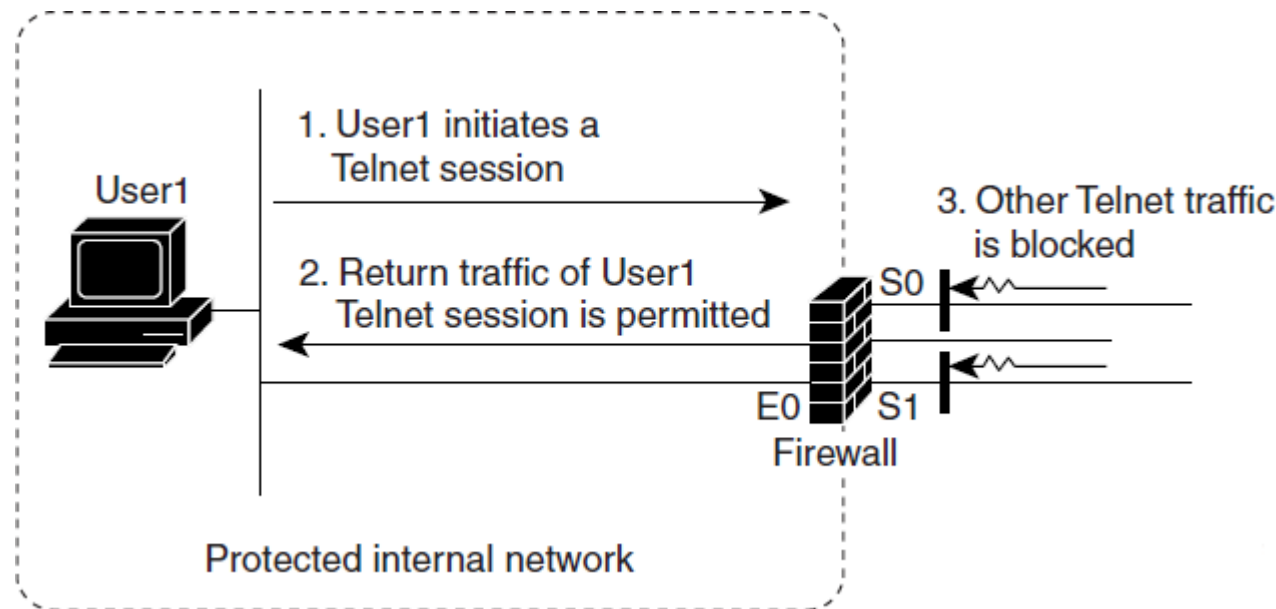 1. User1 initiates a
Telnet session
User1
3. Other Telnet traffic
is blocked
2. Return traffic of User1
Telnet session is permitted
S0
E0
S1
Firewall
Protected internal network